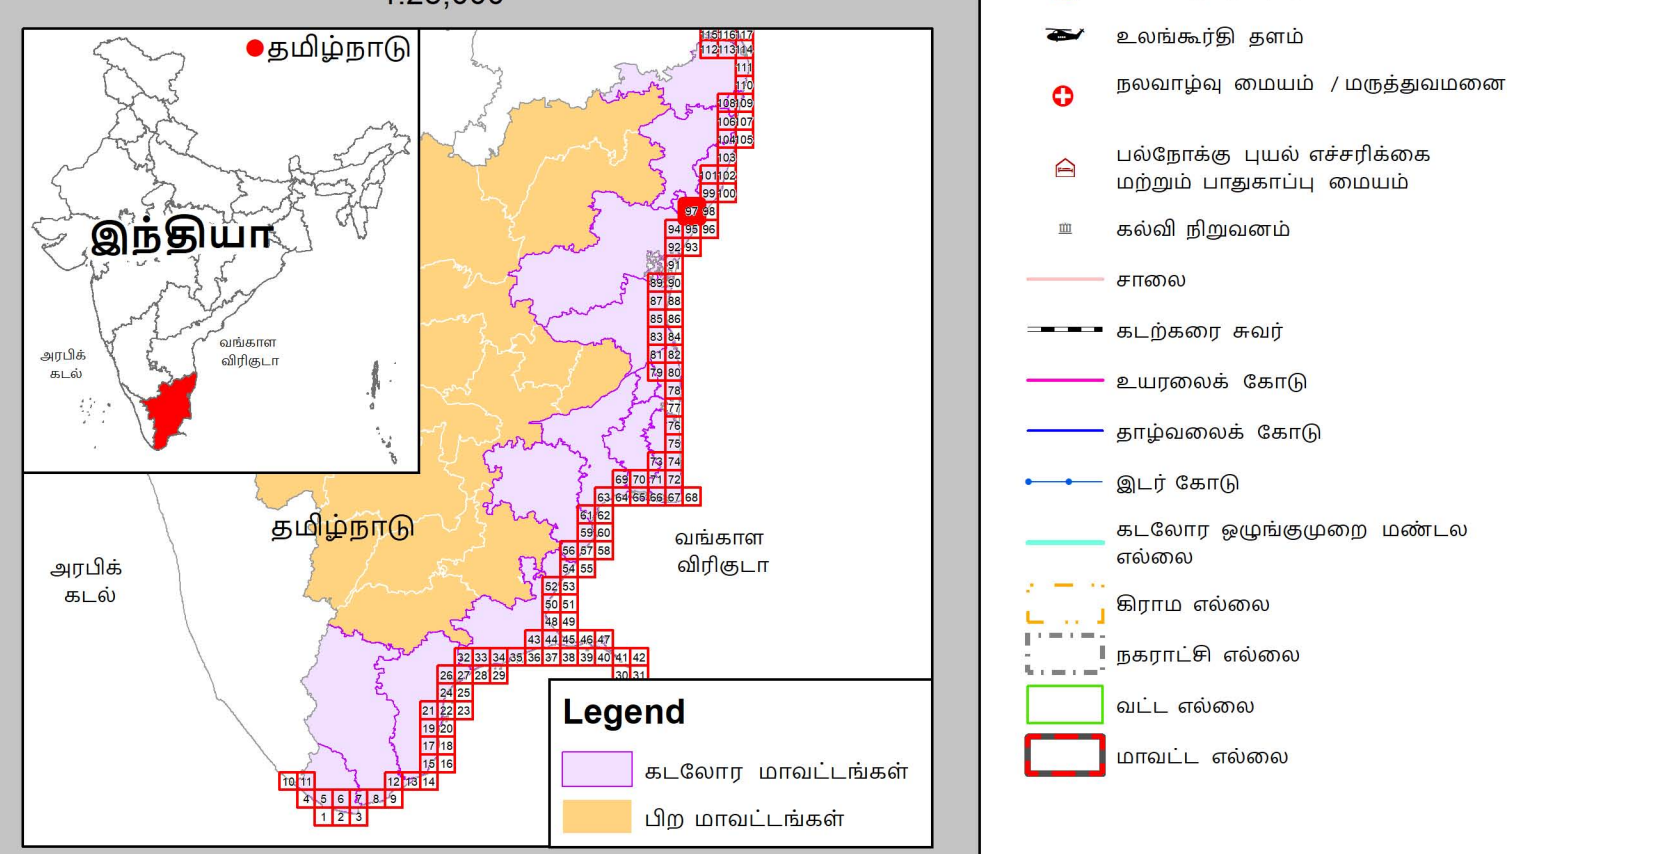 தமிழ்நாடு
இந்தியா
அரபிக்
கடல்
வங்காள
விரிகுடா
115 116 117
112 113 114
111
110
108 109
106 107
104 105
103
101 102
99 100
97 98
94 95 96
92 93
91
89 90
87 88
85 86
83 84
81 82
79 80
78
77
76
75
73 74
69 70 71 72
63 64 65 66 67 68
61 62
59 60
56 57 58
54 55
52 53
50 51
48 49
43 44 45 46 47
32 33 34 35 36 37 38 39 40 41 42
26 27 28 29 30 31
24 25
21 22 23
19 20
17 18
15 16
10 11 12 13 14
4 5 6 7 8 9
1 2 3
தமிழ்நாடு
அரபிக்
கடல்
வங்காள
விரிகுடா
Legend
கடலோர மாவட்டங்கள்
பிற மாவட்டங்கள்
உலங்கூர்தி தளம்
நலவாழ்வு மையம் / மருத்துவமனை
பல்நோக்கு புயல் எச்சரிக்கை
மற்றும் பாதுகாப்பு மையம்
கல்வி நிறுவனம்
சாலை
கடற்கரை சுவர்
உயரலைக் கோடு
தாழ்வலைக் கோடு
இடர் கோடு
கடலோர ஒழுங்குமுறை மண்டல
எல்லை
கிராம எல்லை
நகராட்சி எல்லை
வட்ட எல்லை
மாவட்ட எல்லை